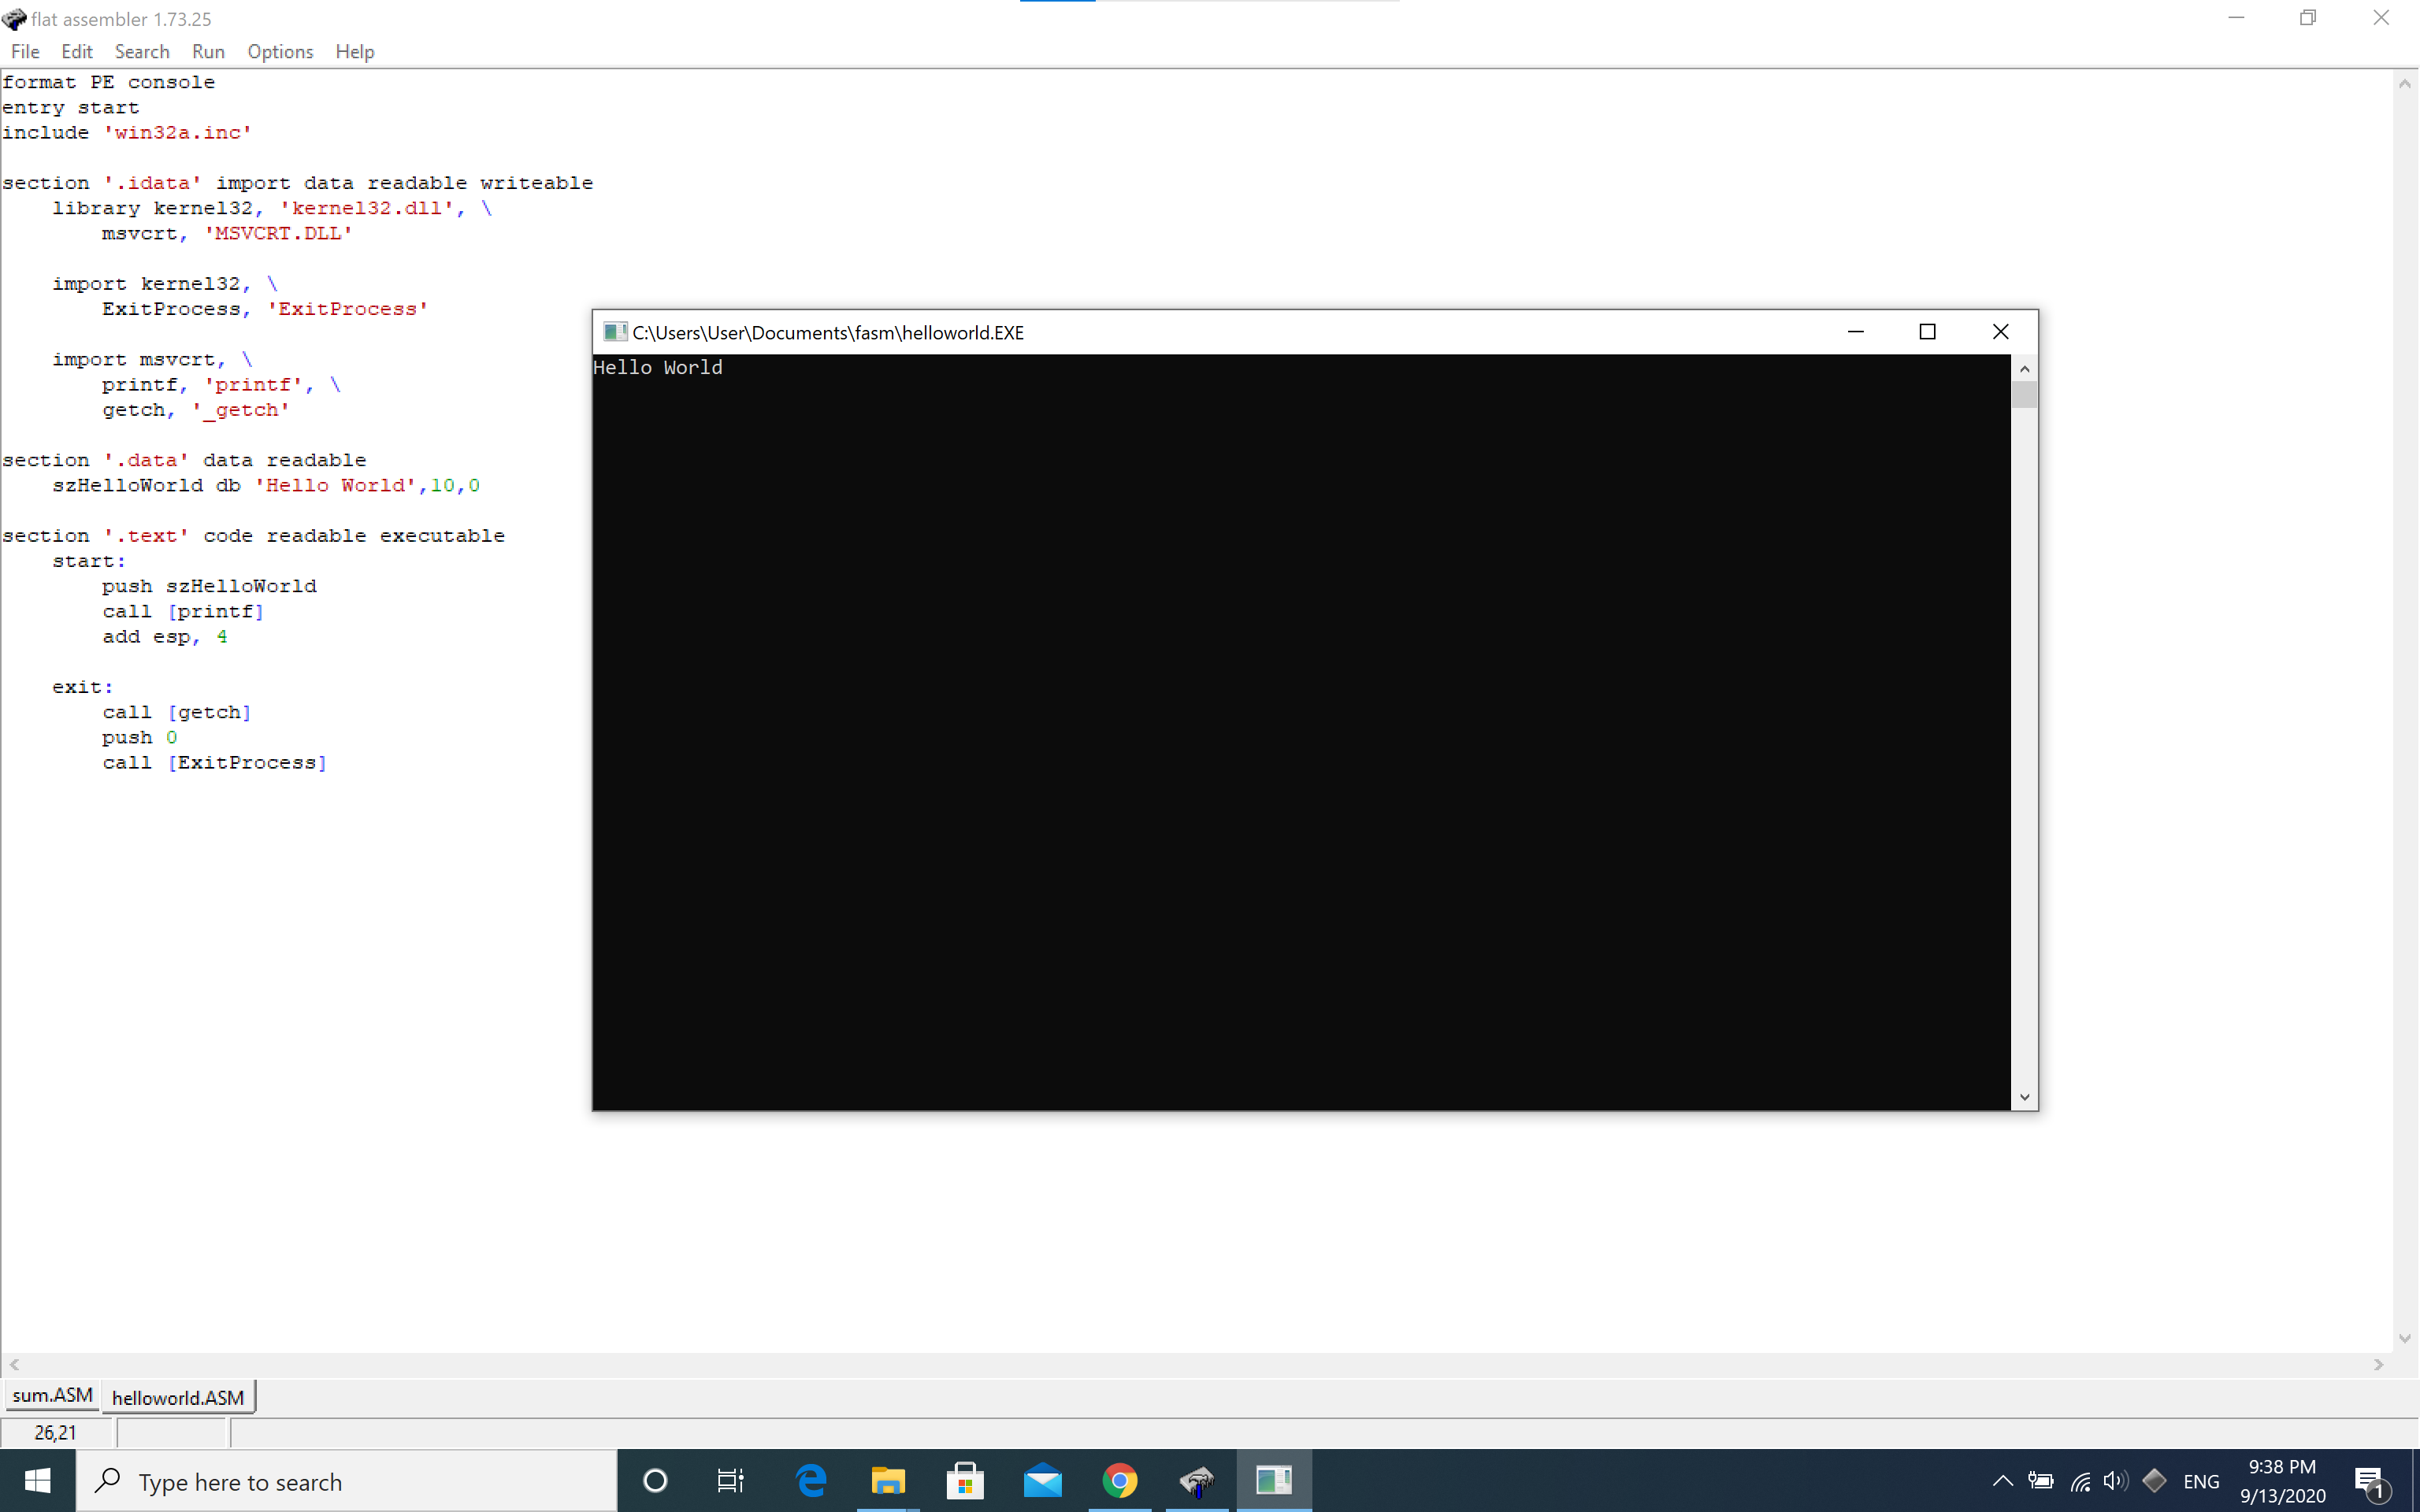 flat assembler 1.73.25
File Edit Search Run Options Help
format PE console
entry start
include 'win32a.inc'
section '.idata' import data readable writeable
library kernel32, 'kernel32.dll', \
msvcrt, 'MSVCRT.DLL'
import kernel32, \
ExitProcess, 'ExitProcess'
import msvcrt, \
printf, 'printf', \
getch, '_getch'
section '.data' data readable
szHelloWorld db 'Hello World',10,0
section '.text' code readable executable
start:
push szHelloWorld
call [printf]
add esp, 4
exit:
call [getch]
push 0
call [ExitProcess]
C:\Users\User\Documents\fasm\helloworld.EXE
Hello World
sum.ASM helloworld.ASM
26,21
Type here to search
ENG
9:38 PM
9/13/2020
1